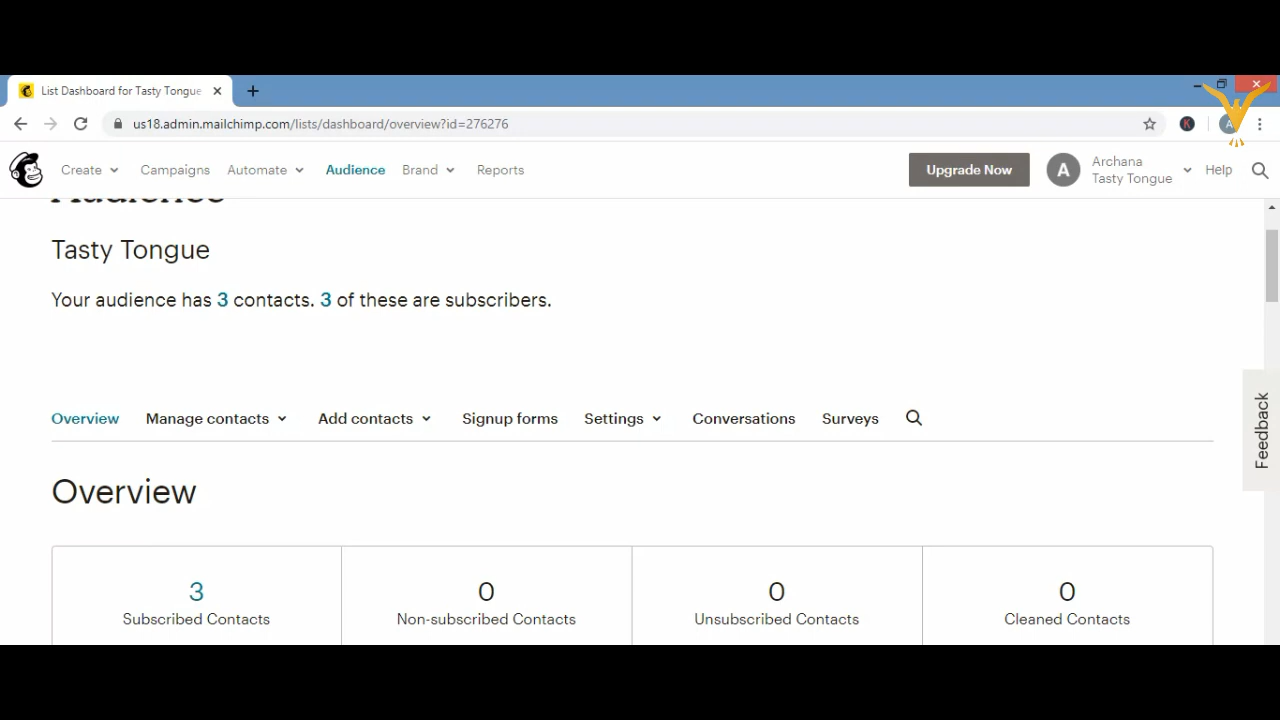 List Dashboard for Tasty Tongue
us18.admin.mailchimp.com/lists/dashboard/overview?id=276276
Create Campaigns Automate Audience Brand Reports Upgrade Now A Archana Tasty Tongue Help
Audience
Tasty Tongue
Your audience has 3 contacts. 3 of these are subscribers.
Overview Manage contacts Add contacts Signup forms Settings Conversations Surveys
Feedback
Overview
3 0 0 0
Subscribed Contacts Non-subscribed Contacts Unsubscribed Contacts Cleaned Contacts